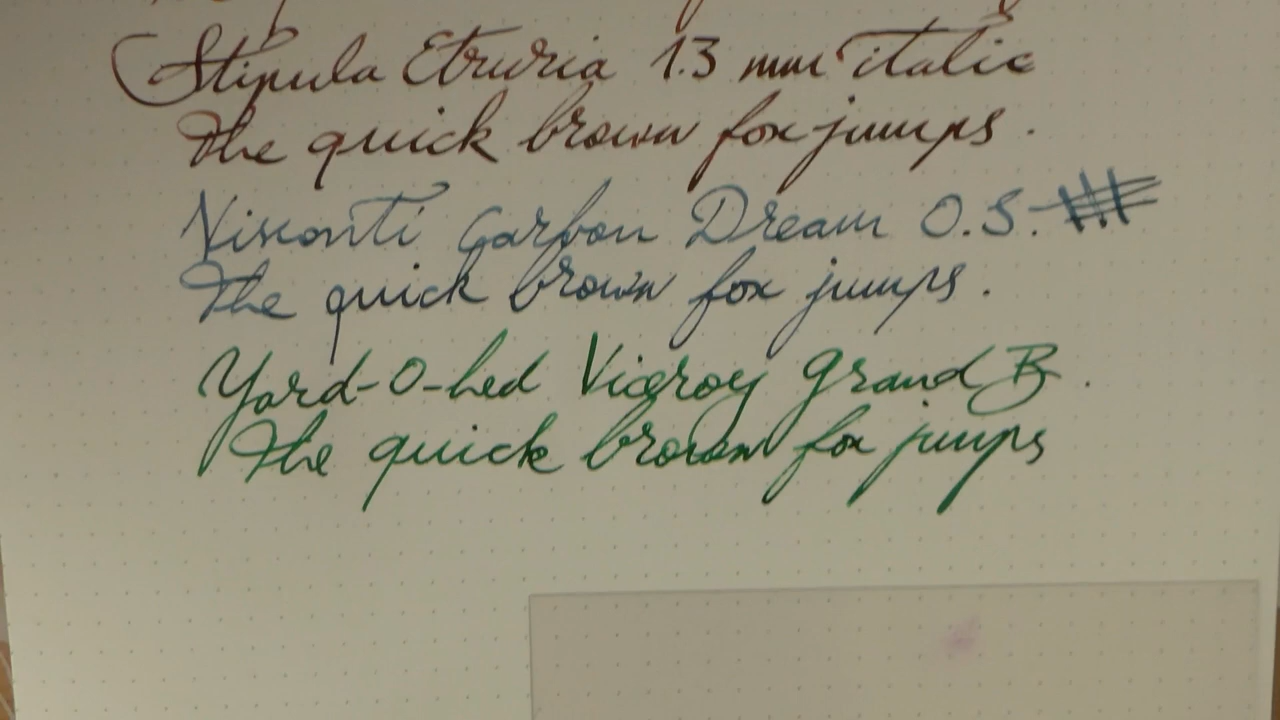 Stipula Etruria 1.3 mm italic
The quick brown fox jumps.
Visconti Carbon Dream O.S.
The quick brown fox jumps.
Yard-O-Led Viceroy Grand B.
The quick brown fox jumps